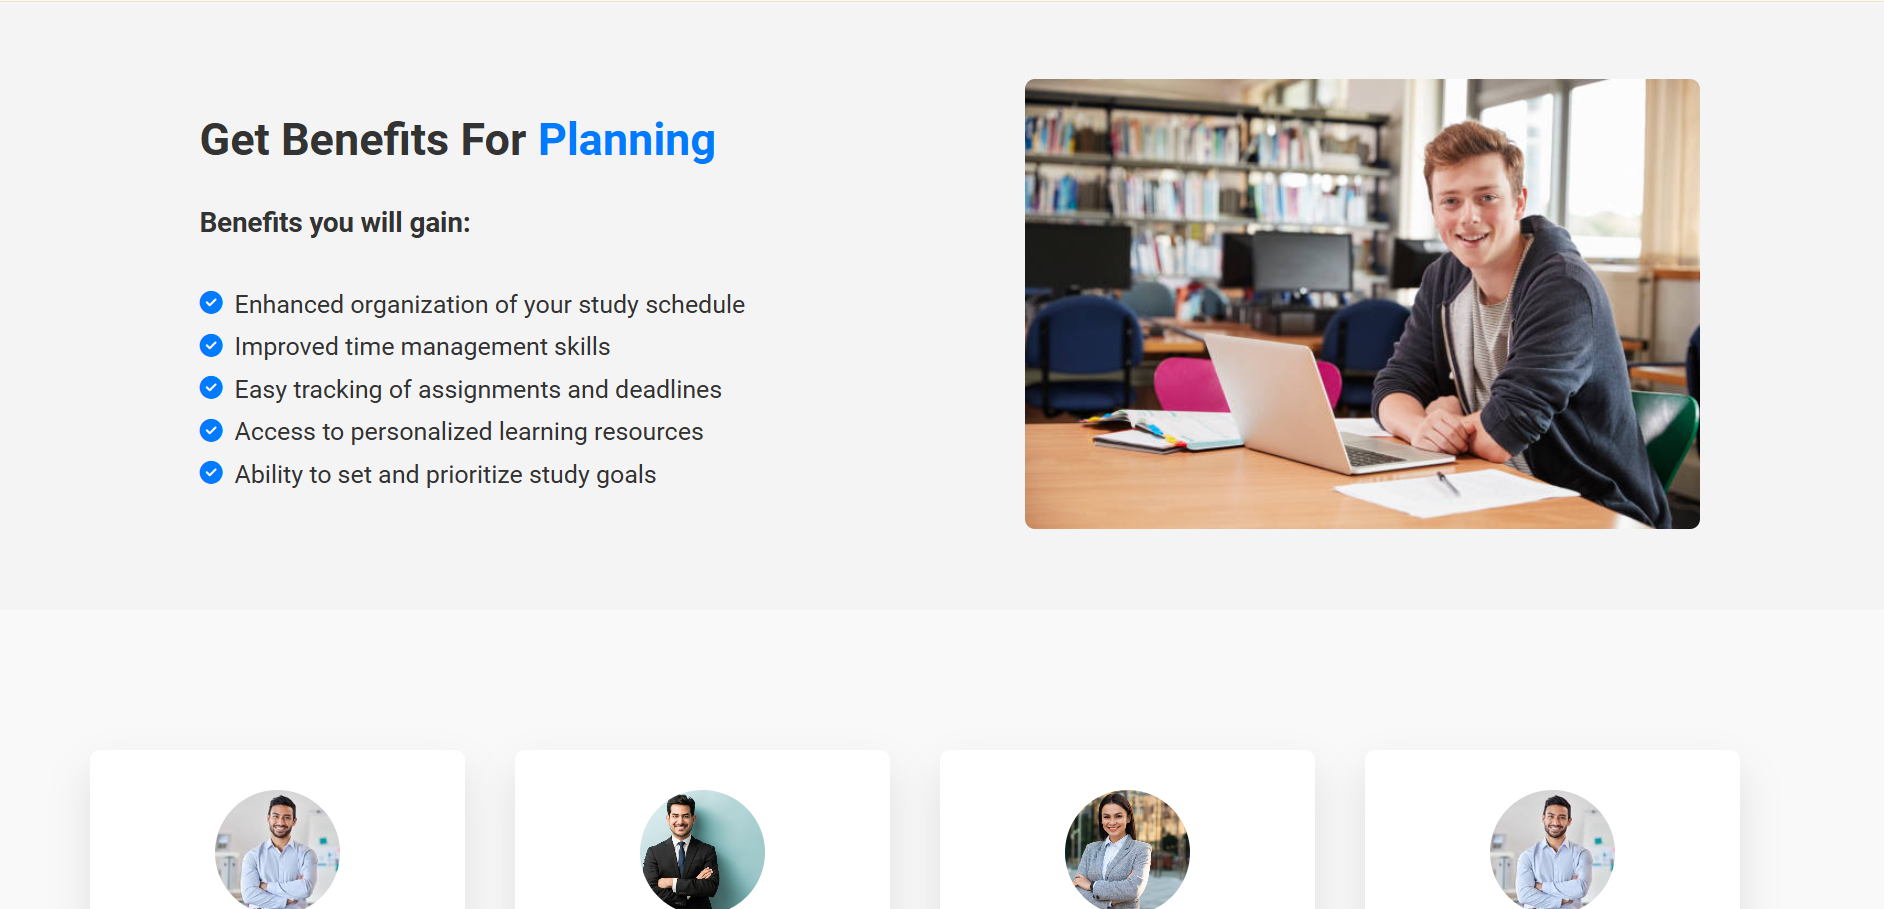 Get Benefits For Planning
Benefits you will gain:
Enhanced organization of your study schedule
Improved time management skills
Easy tracking of assignments and deadlines
Access to personalized learning resources
Ability to set and prioritize study goals